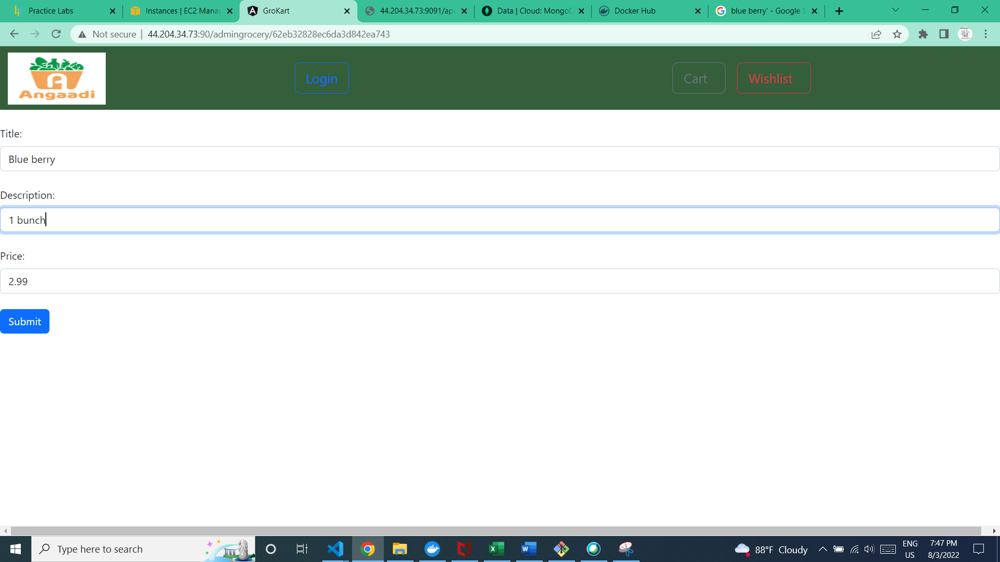 Practice Labs
Instances | EC2 Manag
GroKart
44.204.34.73:9091/api
Data | Cloud: MongoD
Docker Hub
blue berry' - Google S
Not secure | 44.204.34.73:90/admingrocery/62eb32828ec6da3d842ea743
Angaadi
Login
Cart
Wishlist
Title:
Blue berry
Description:
1 bunch
Price:
2.99
Submit
Type here to search
88°F Cloudy
ENG
US
7:47 PM
8/3/2022